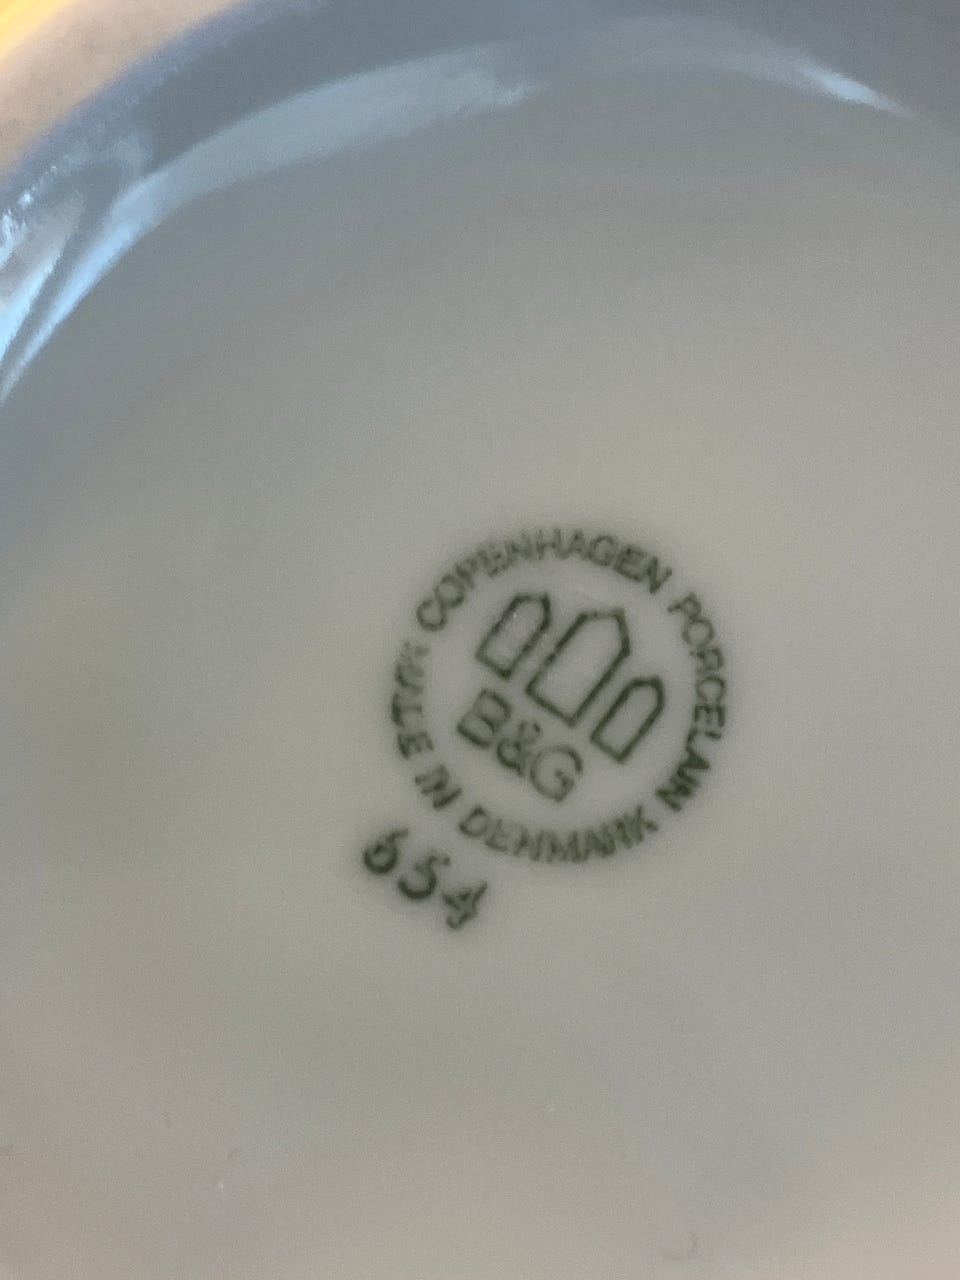 COPENHAGEN PORCELAIN
MADE IN DENMARK
B&G
654